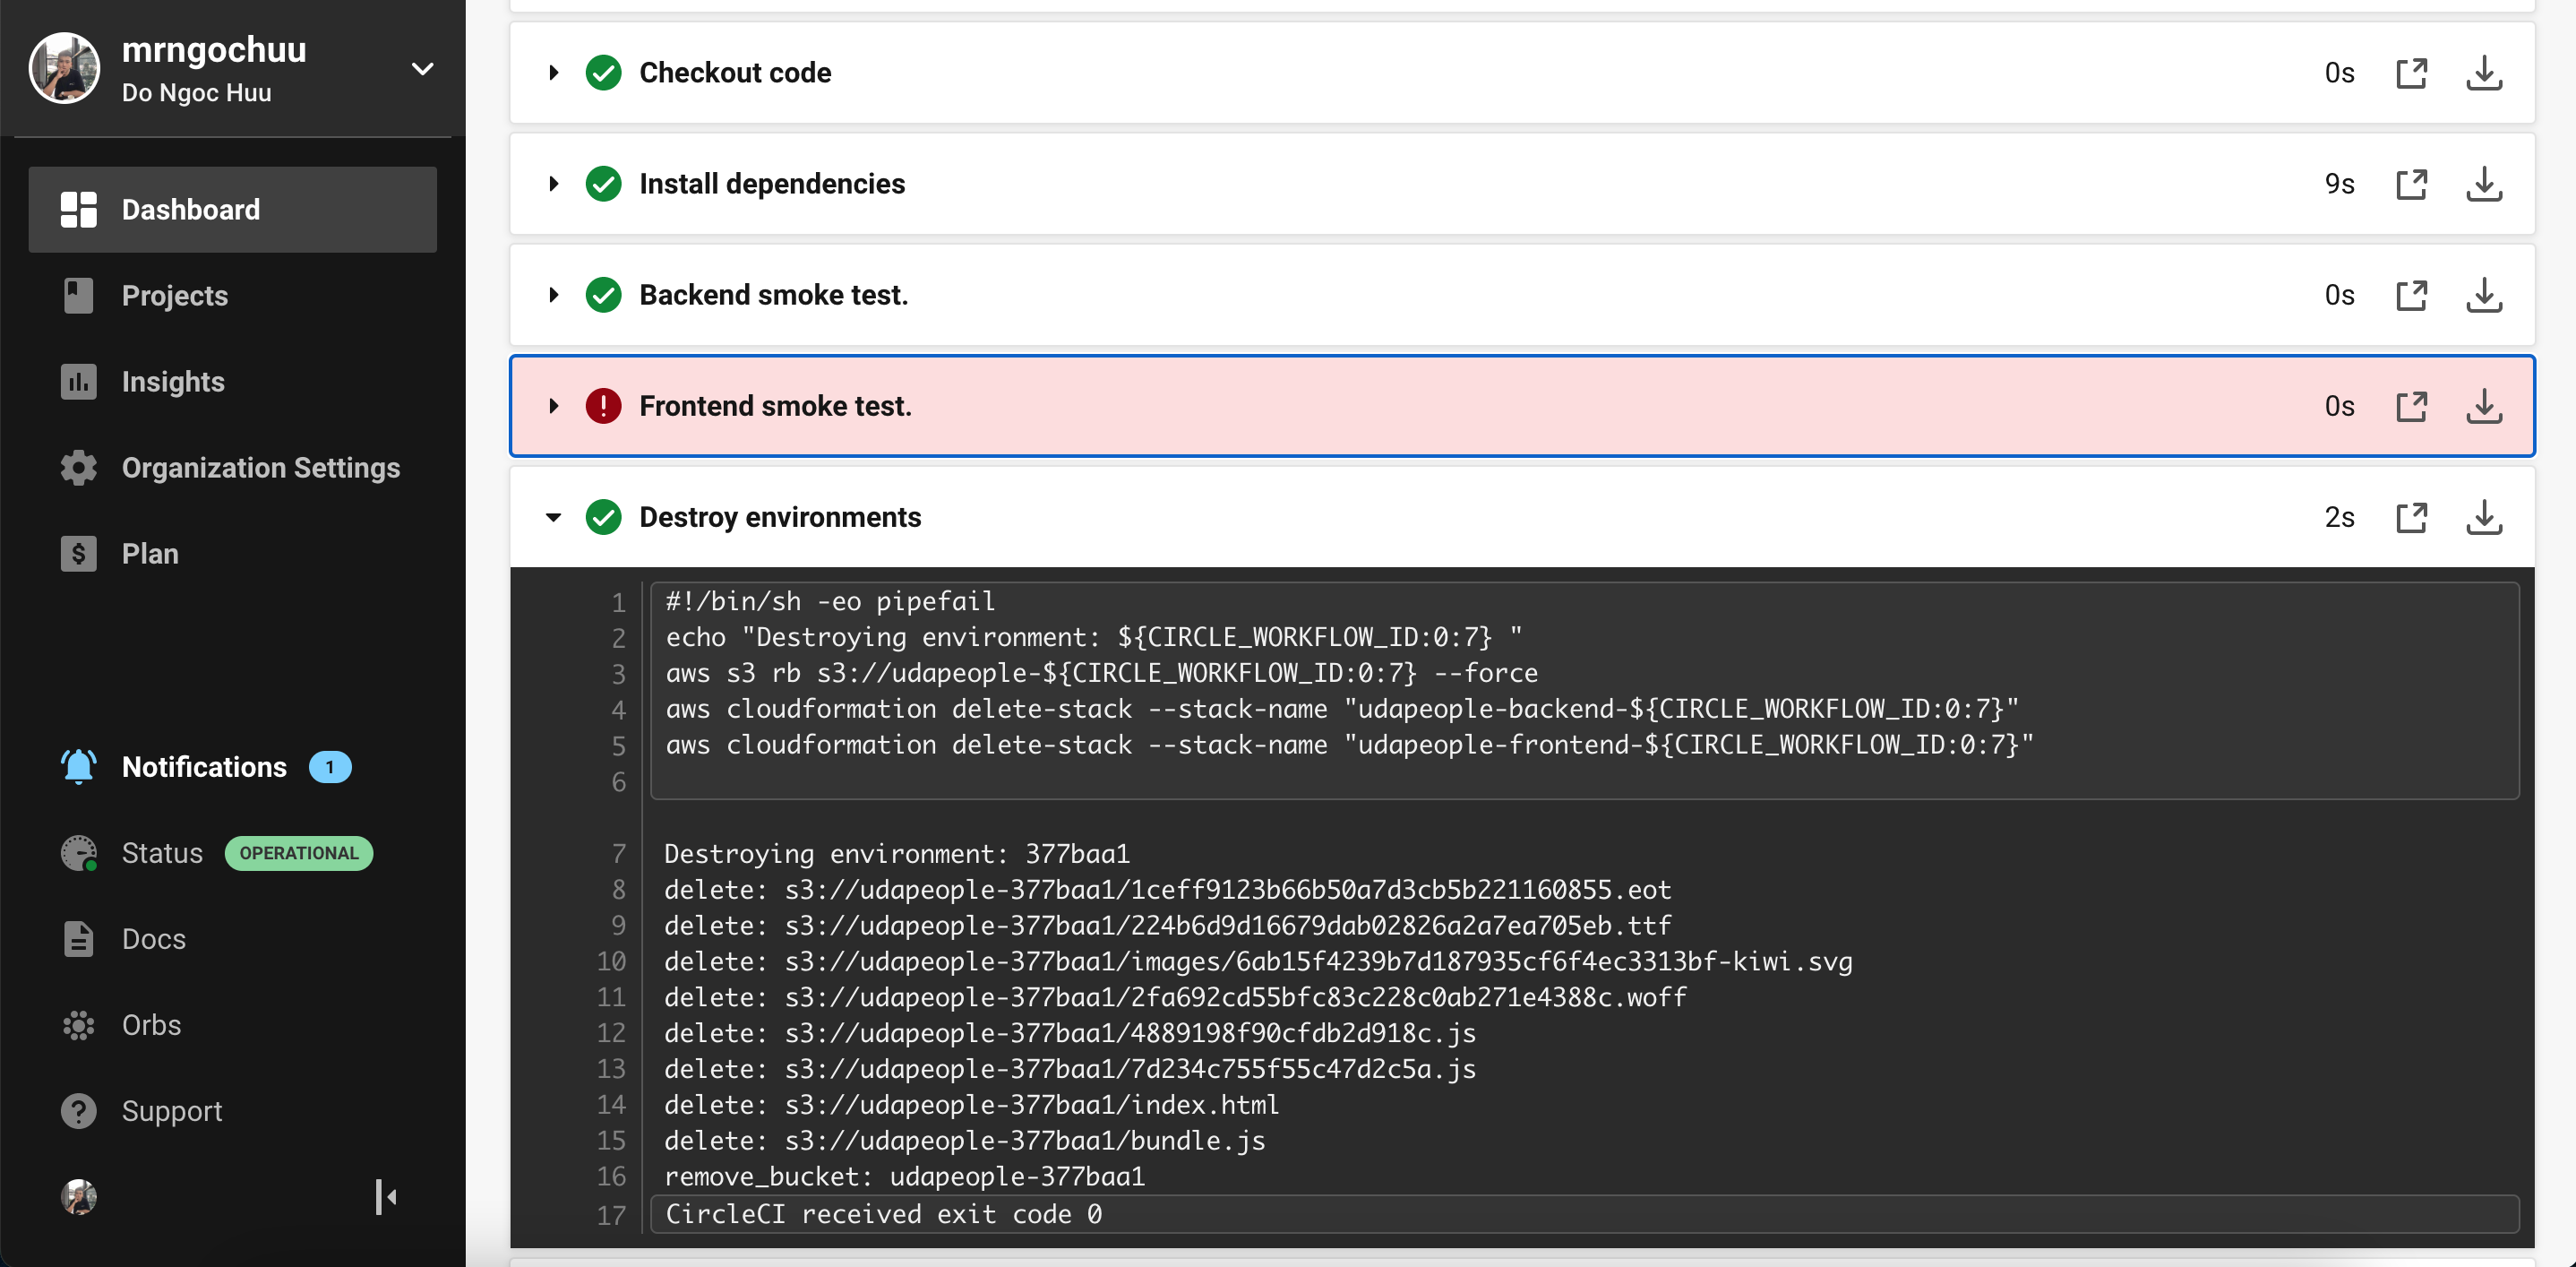 mrngochuu
Do Ngoc Huu
Dashboard
Projects
Insights
Organization Settings
Plan
Notifications 1
Status OPERATIONAL
Docs
Orbs
Support
Checkout code 0s
Install dependencies 9s
Backend smoke test. 0s
Frontend smoke test. 0s
Destroy environments 2s
1 #!/bin/sh -eo pipefail
2 echo "Destroying environment: ${CIRCLE_WORKFLOW_ID:0:7} "
3 aws s3 rb s3://udapeople-${CIRCLE_WORKFLOW_ID:0:7} --force
4 aws cloudformation delete-stack --stack-name "udapeople-backend-${CIRCLE_WORKFLOW_ID:0:7}"
5 aws cloudformation delete-stack --stack-name "udapeople-frontend-${CIRCLE_WORKFLOW_ID:0:7}"
6
7 Destroying environment: 377baa1
8 delete: s3://udapeople-377baa1/1ceff9123b66b50a7d3cb5b221160855.eot
9 delete: s3://udapeople-377baa1/224b6d9d16679dab02826a2a7ea705eb.ttf
10 delete: s3://udapeople-377baa1/images/6ab15f4239b7d187935cf6f4ec3313bf-kiwi.svg
11 delete: s3://udapeople-377baa1/2fa692cd55bfc83c228c0ab271e4388c.woff
12 delete: s3://udapeople-377baa1/4889198f90cfdb2d918c.js
13 delete: s3://udapeople-377baa1/7d234c755f55c47d2c5a.js
14 delete: s3://udapeople-377baa1/index.html
15 delete: s3://udapeople-377baa1/bundle.js
16 remove_bucket: udapeople-377baa1
17 CircleCI received exit code 0